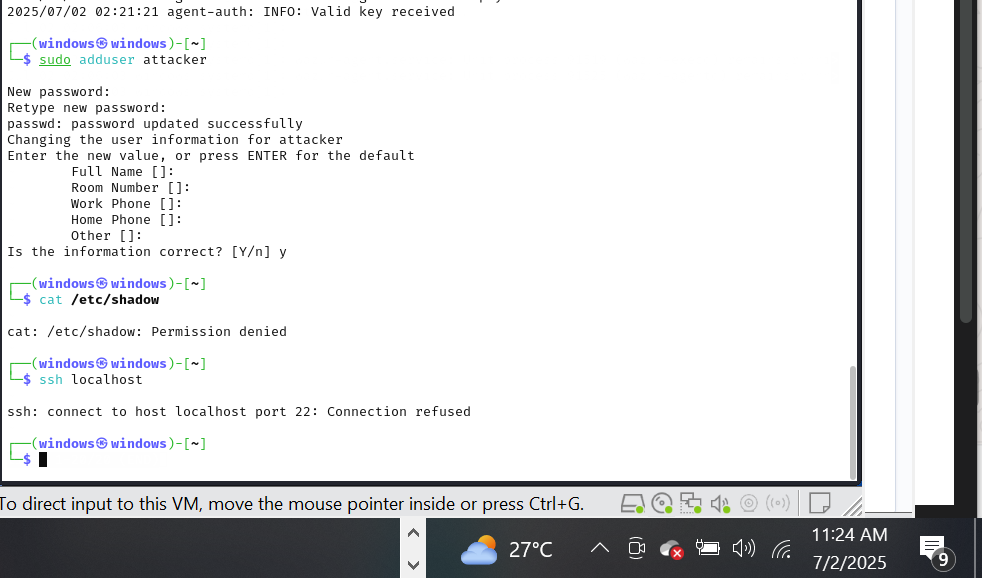 2025/07/02 02:21:21 agent-auth: INFO: Valid key received
┌──(windows㉿windows)-[~]
└─$ sudo adduser attacker
New password:
Retype new password:
passwd: password updated successfully
Changing the user information for attacker
Enter the new value, or press ENTER for the default
Full Name []:
Room Number []:
Work Phone []:
Home Phone []:
Other []:
Is the information correct? [Y/n] y
┌──(windows㉿windows)-[~]
└─$ cat /etc/shadow
cat: /etc/shadow: Permission denied
┌──(windows㉿windows)-[~]
└─$ ssh localhost
ssh: connect to host localhost port 22: Connection refused
┌──(windows㉿windows)-[~]
└─$
To direct input to this VM, move the mouse pointer inside or press Ctrl+G.
27°C
11:24 AM
7/2/2025
9